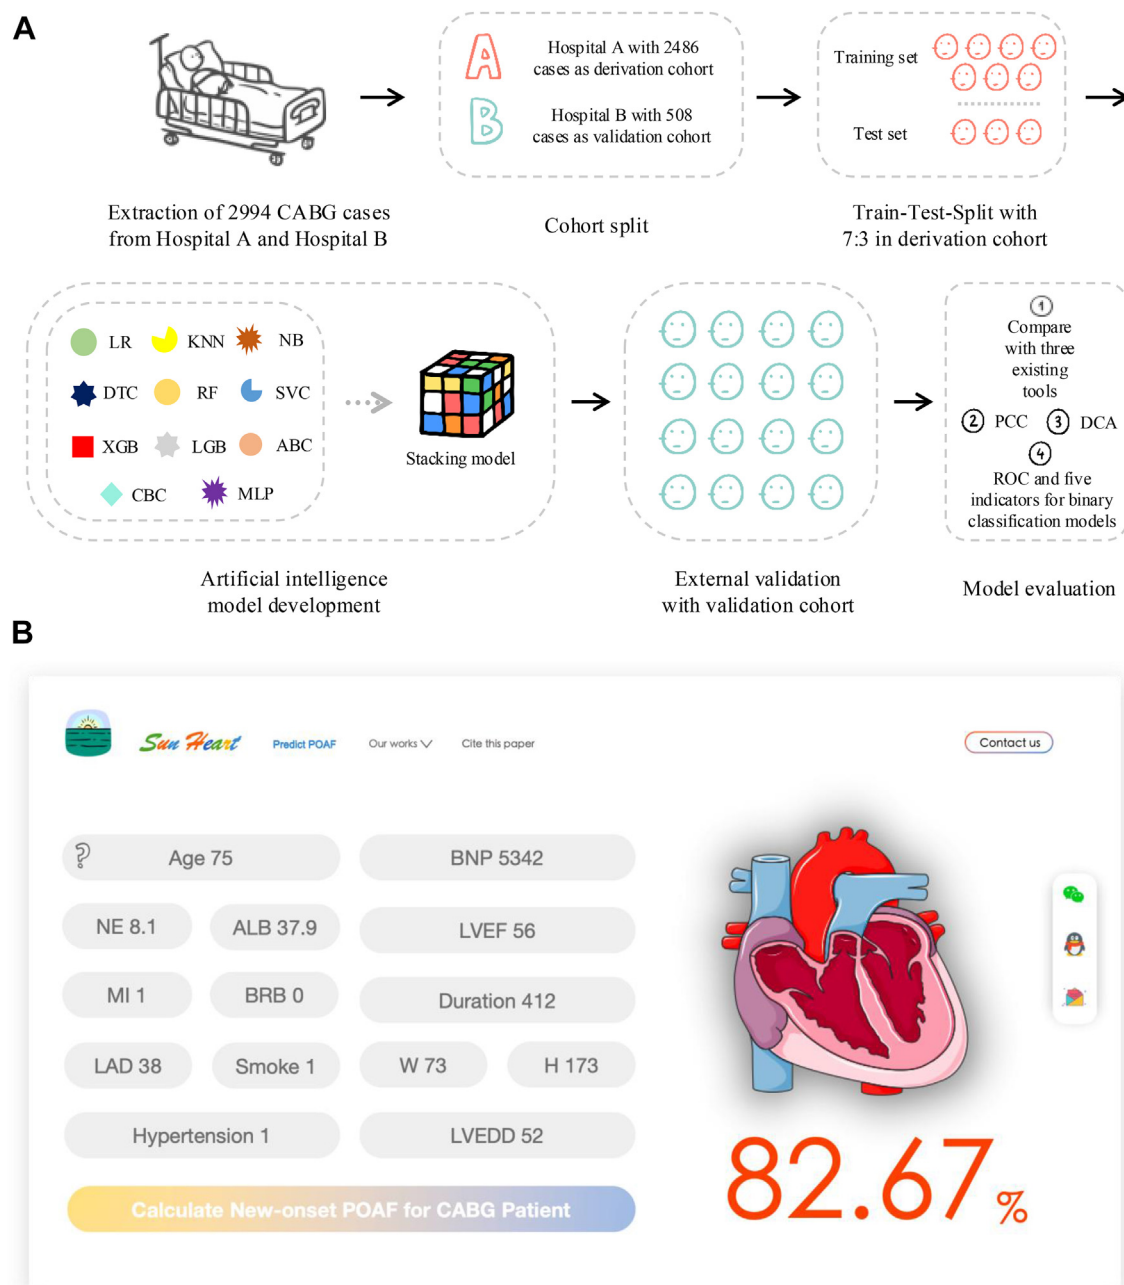 A
A
Hospital A with 2486
cases as derivation cohort
B
Hospital B with 508
cases as validation cohort
Training set
Test set
Extraction of 2994 CABG cases
from Hospital A and Hospital B
Cohort split
Train-Test-Split with
7:3 in derivation cohort
LR
KNN
NB
DTC
RF
SVC
XGB
LGB
ABC
CBC
MLP
Stacking model
1
Compare
with three
existing
tools
2 PCC 3 DCA
4
ROC and five
indicators for binary
classification models
Artificial intelligence
model development
External validation
with validation cohort
Model evaluation
B
Sun Heart
Predict POAF
Our works
Cite this paper
Contact us
? Age 75
BNP 5342
NE 8.1
ALB 37.9
LVEF 56
MI 1
BRB 0
Duration 412
LAD 38
Smoke 1
W 73
H 173
Hypertension 1
LVEDD 52
Calculate New-onset POAF for CABG Patient
82.67 %